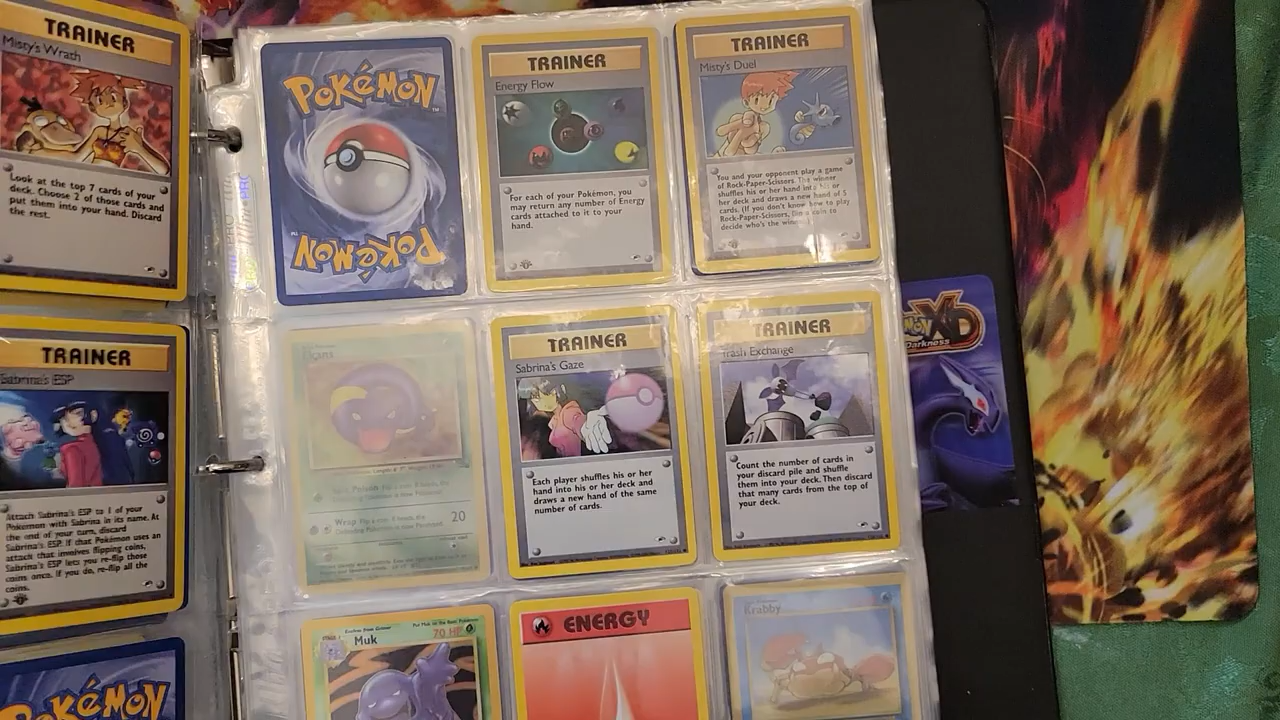 TRAINER
Misty's Wrath
Look at the top 7 cards of your
deck. Choose 2 of those cards and
put them into your hand. Discard
the rest.
TRAINER
Sabrina's ESP
Attach Sabrina's ESP to 1 of your
Pokémon with Sabrina in its name. At
the end of your turn, discard
Sabrina's ESP. If that Pokémon uses an
attack that involves flipping coins,
Sabrina's ESP lets you re-flip those
coins once. If you do, re-flip all the
coins.
Pokémon
Pokémon
Pokémon
TRAINER
Energy Flow
For each of your Pokémon, you
may return any number of Energy
cards attached to it to your
hand.
TRAINER
Misty's Duel
You and your opponent play a game
of Rock-Paper-Scissors. The winner
shuffles his or her hand into his or
her deck and draws a new hand of 5
cards. (If you don't know how to play
Rock-Paper-Scissors, flip a coin to
decide who's the winner.)
Ekans
Wrap
20
TRAINER
Sabrina's Gaze
Each player shuffles his or her
hand into his or her deck and
draws a new hand of the same
number of cards.
TRAINER
Trash Exchange
Count the number of cards in
your discard pile and shuffle
them into your deck. Then discard
that many cards from the top of
your deck.
Muk
70 HP
ENERGY
Krabby
XD
Darkness